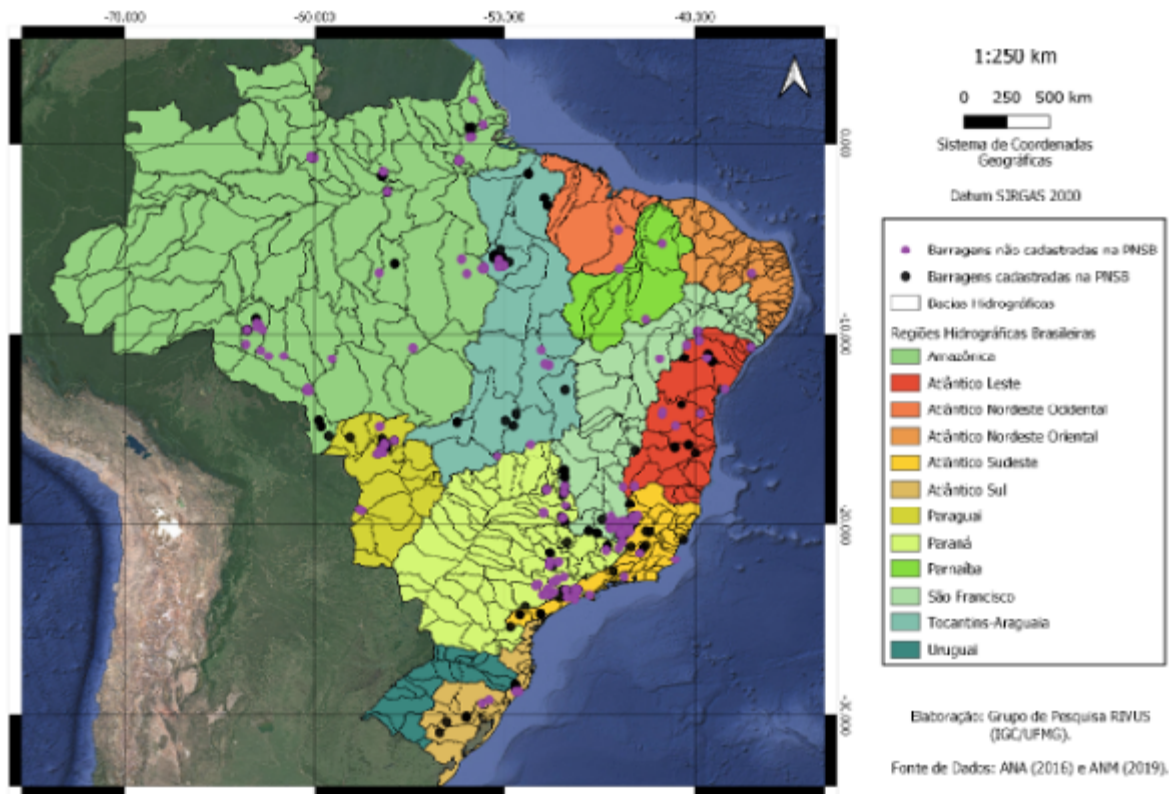 -70.000 -60.000 -50.000 -40.000
0.000
-10.000
-20.000
-30.000
1:250 km
0 250 500 km
Sistema de Coordenadas
Geográficas
Datum SIRGAS 2000
Barragens não cadastradas na PNSB
Barragens cadastradas na PNSB
Bacias Hidrográficas
Regiões Hidrográficas Brasileiras
Amazônica
Atlântico Leste
Atlântico Nordeste Ocidental
Atlântico Nordeste Oriental
Atlântico Sudeste
Atlântico Sul
Paraguai
Paraná
Parnaíba
São Francisco
Tocantins-Araguaia
Uruguai
Elaboração: Grupo de Pesquisa RIVUS
(IGC/UFMG).
Fonte de Dados: ANA (2016) e ANM (2019).